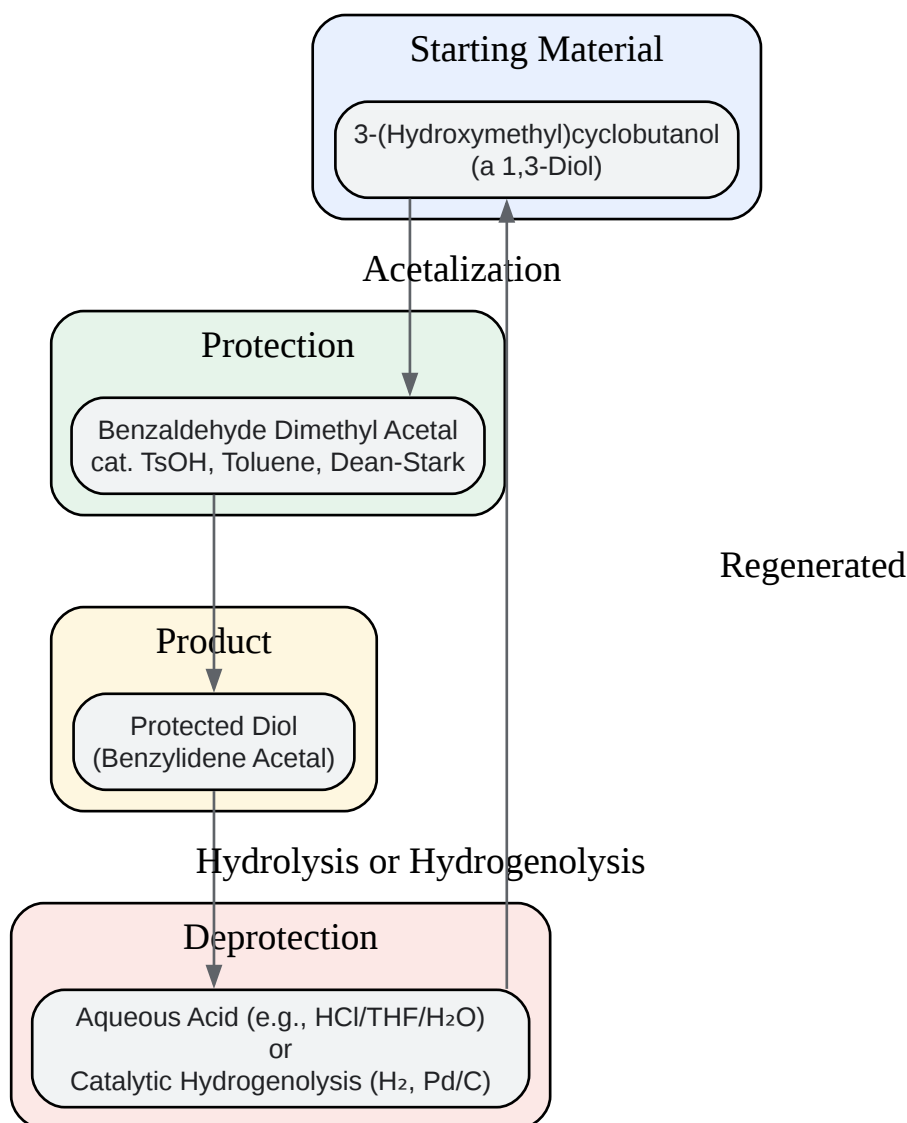 Starting Material
3-(Hydroxymethyl)cyclobutanol
(a 1,3-Diol)
Acetalization
Protection
Benzaldehyde Dimethyl Acetal
cat. TsOH, Toluene, Dean-Stark
Regenerated
Product
Protected Diol
(Benzylidene Acetal)
Hydrolysis or Hydrogenolysis
Deprotection
Aqueous Acid (e.g., HCl/THF/H₂O)
or
Catalytic Hydrogenolysis (H₂, Pd/C)